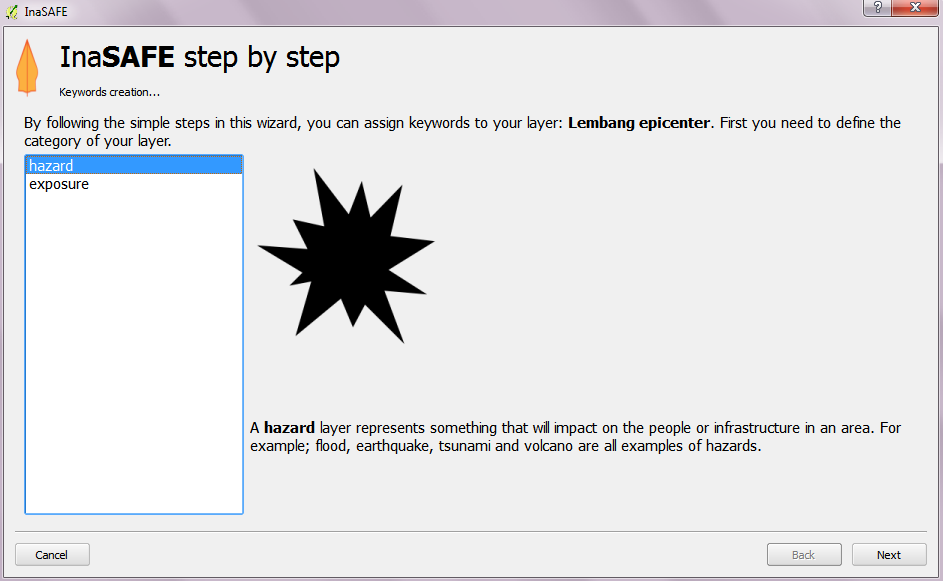 InaSAFE
?
InaSAFE step by step
Keywords creation...
By following the simple steps in this wizard, you can assign keywords to your layer: Lembang epicenter. First you need to define the
category of your layer.
hazard
exposure
A hazard layer represents something that will impact on the people or infrastructure in an area. For
example; flood, earthquake, tsunami and volcano are all examples of hazards.
Cancel
Back
Next